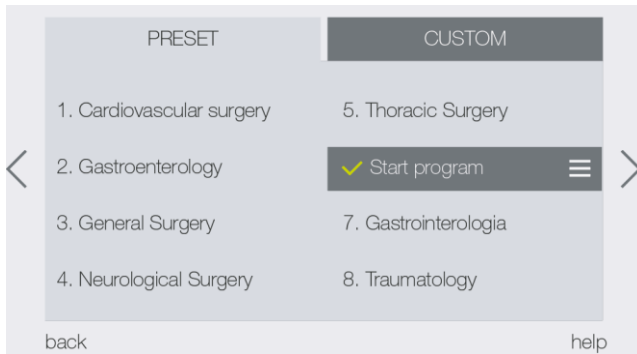 PRESET
CUSTOM
1. Cardiovascular surgery
2. Gastroenterology
3. General Surgery
4. Neurological Surgery
5. Thoracic Surgery
Start program
7. Gastrointerologia
8. Traumatology
back
help